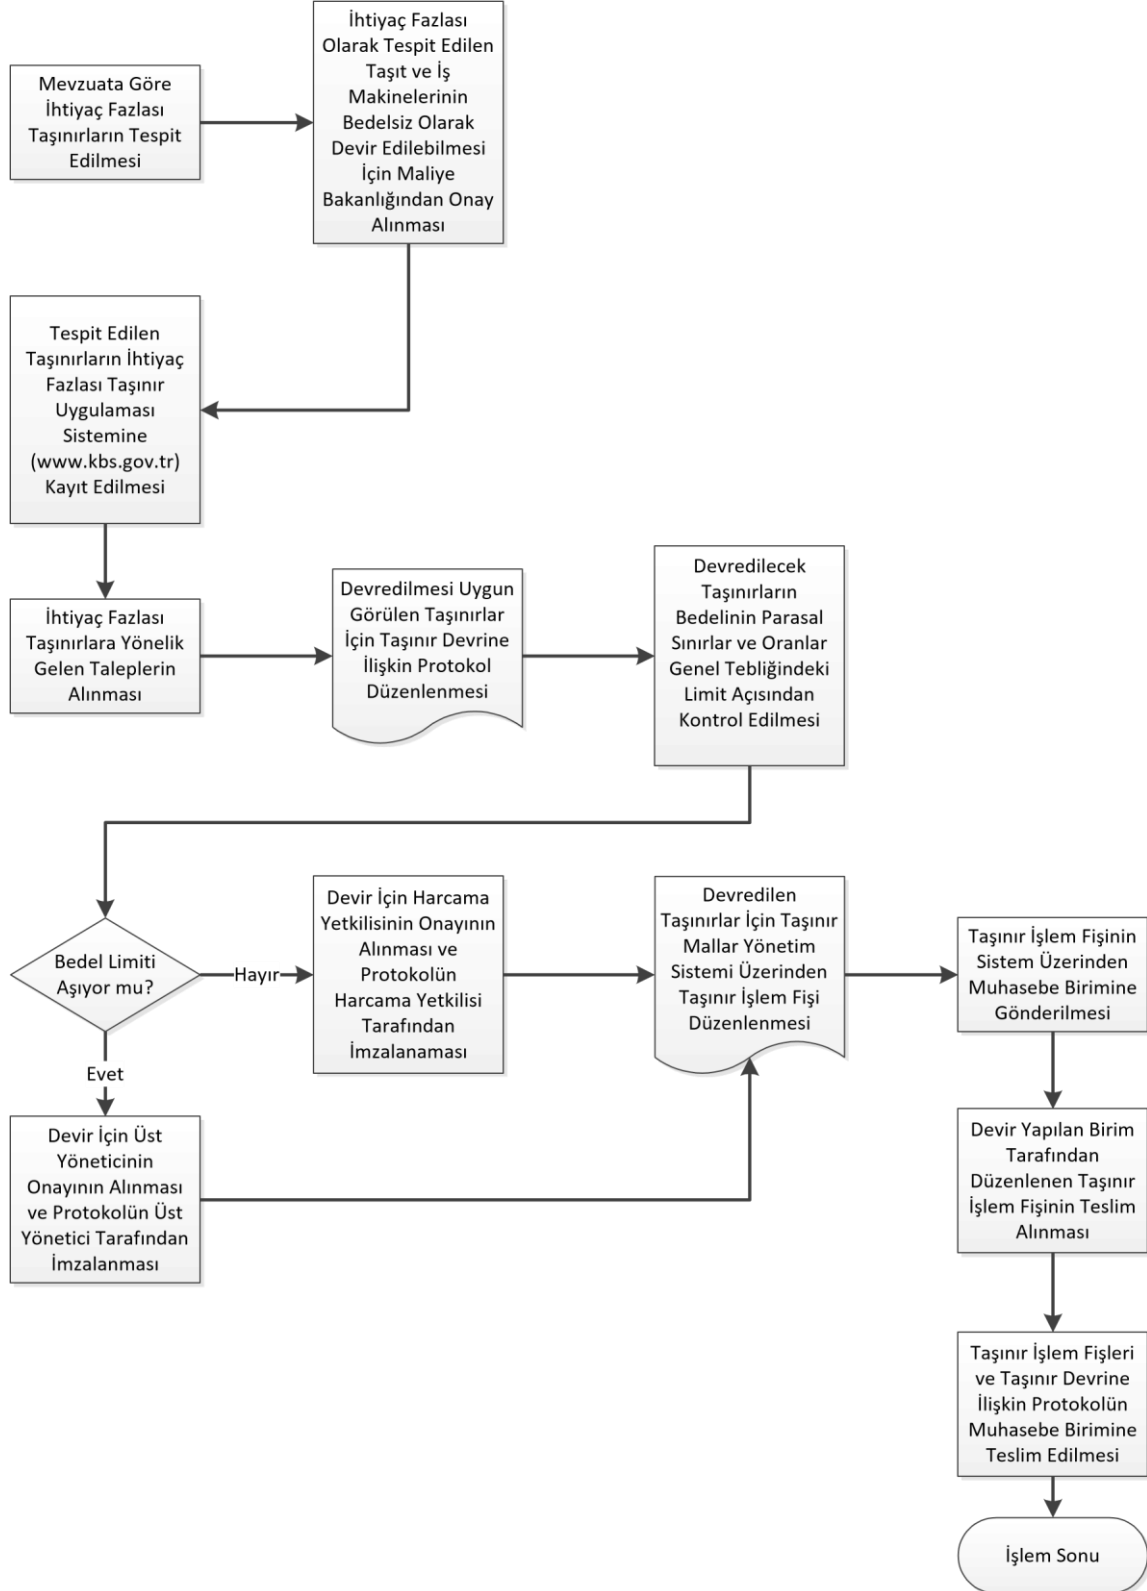 Mevzuata Göre
İhtiyaç Fazlası
Taşınırların Tespit
Edilmesi
İhtiyaç Fazlası
Olarak Tespit Edilen
Taşıt ve İş
Makinelerinin
Bedelsiz Olarak
Devir Edilebilmesi
İçin Maliye
Bakanlığından Onay
Alınması
Tespit Edilen
Taşınırların İhtiyaç
Fazlası Taşınır
Uygulaması
Sistemine
(www.kbs.gov.tr)
Kayıt Edilmesi
İhtiyaç Fazlası
Taşınırlara Yönelik
Gelen Taleplerin
Alınması
Devredilmesi Uygun
Görülen Taşınırlar
İçin Taşınır Devrine
İlişkin Protokol
Düzenlenmesi
Devredilecek
Taşınırların
Bedelinin Parasal
Sınırlar ve Oranlar
Genel Tebliğindeki
Limit Açısından
Kontrol Edilmesi
Bedel Limiti
Aşıyor mu?
Hayır
Devir İçin Harcama
Yetkilisinin Onayının
Alınması ve
Protokolün
Harcama Yetkilisi
Tarafından
İmzalanaması
Devredilen
Taşınırlar İçin Taşınır
Mallar Yönetim
Sistemi Üzerinden
Taşınır İşlem Fişi
Düzenlenmesi
Taşınır İşlem Fişinin
Sistem Üzerinden
Muhasebe Birimine
Gönderilmesi
Evet
Devir İçin Üst
Yöneticinin
Onayının Alınması
ve Protokolün Üst
Yönetici Tarafından
İmzalanması
Devir Yapılan Birim
Tarafından
Düzenlenen Taşınır
İşlem Fişinin Teslim
Alınması
Taşınır İşlem Fişleri
ve Taşınır Devrine
İlişkin Protokolün
Muhasebe Birimine
Teslim Edilmesi
İşlem Sonu